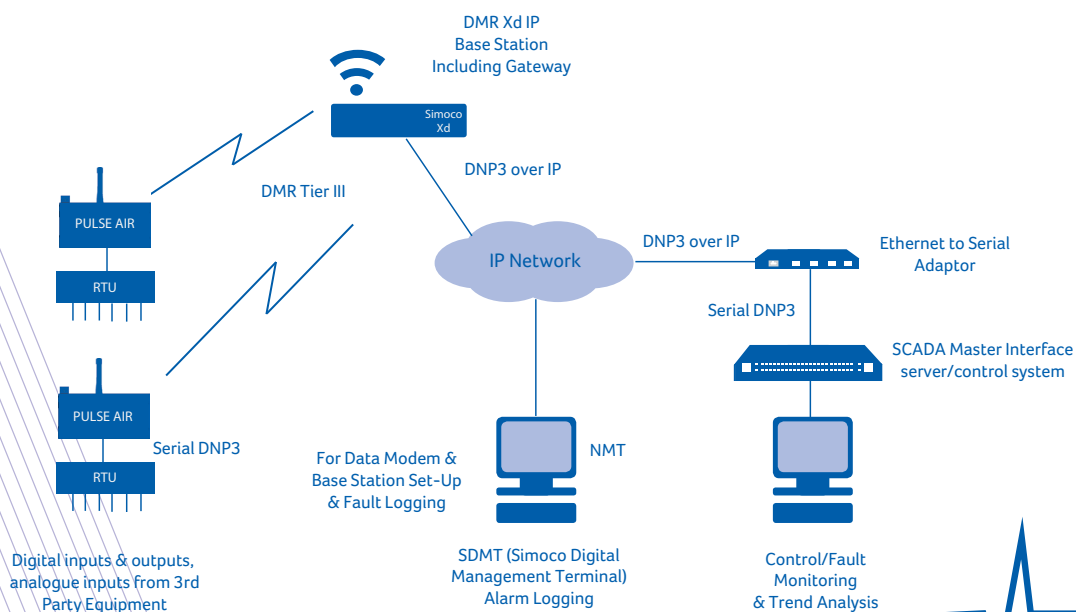 DMR Xd IP
Base Station
Including Gateway
Simoco
Xd
DNP3 over IP
DMR Tier III
PULSE AIR
RTU
IP Network
DNP3 over IP
Ethernet to Serial
Adaptor
Serial DNP3
SCADA Master Interface
server/control system
PULSE AIR
Serial DNP3
RTU
For Data Modem &
Base Station Set-Up
& Fault Logging
NMT
Digital inputs & outputs,
analogue inputs from 3rd
Party Equipment
SDMT (Simoco Digital
Management Terminal)
Alarm Logging
Control/Fault
Monitoring
& Trend Analysis